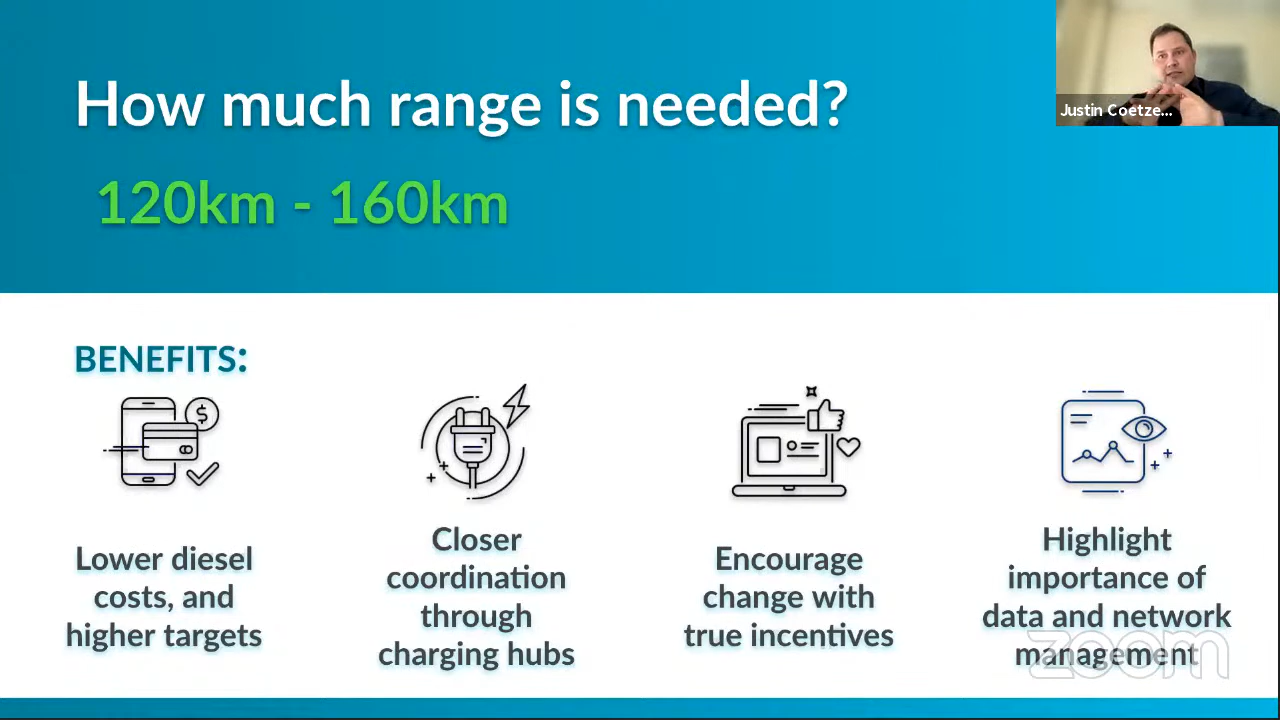 How much range is needed?
Justin Coetze...
120km - 160km
BENEFITS:
$
Lower diesel
costs, and
higher targets
Closer
coordination
through
charging hubs
Encourage
change with
true incentives
Highlight
importance of
data and network
management
zoom